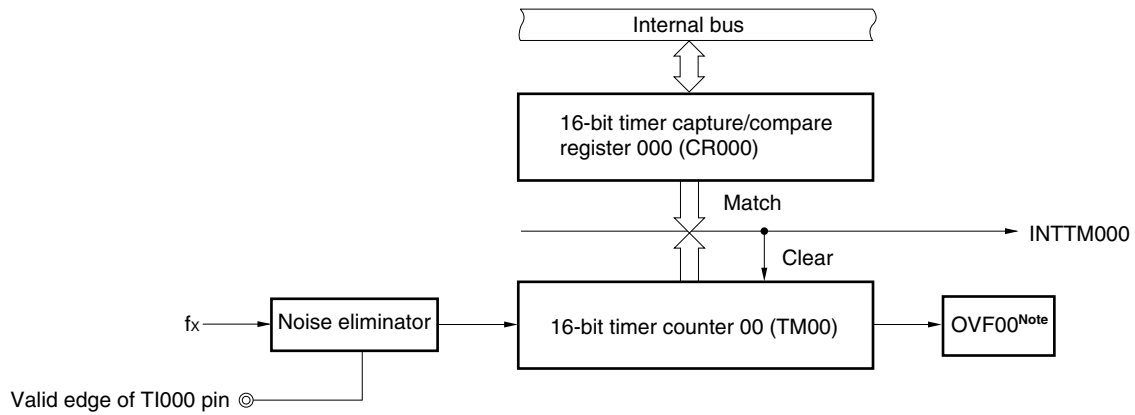 Internal bus
16-bit timer capture/compare
register 000 (CR000)
Match
INTTM000
Clear
fx
Noise eliminator
16-bit timer counter 00 (TM00)
OVF00Note
Valid edge of TI000 pin